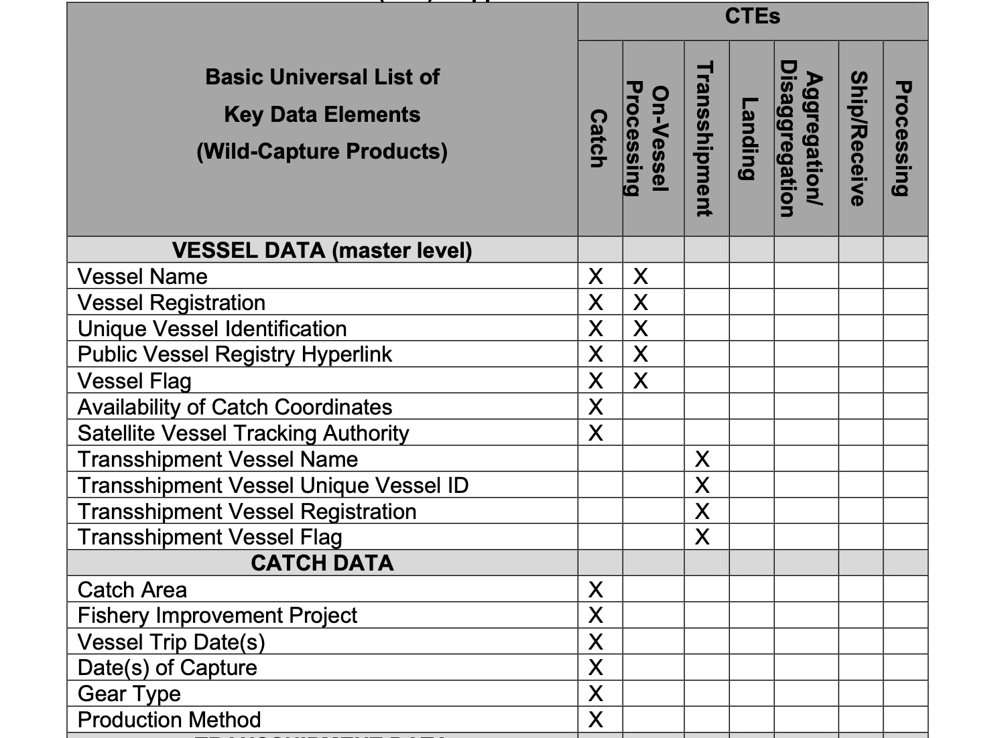 CTEs
Basic Universal List of
Key Data Elements
(Wild-Capture Products)
Catch
On-Vessel
Processing
Transshipment
Landing
Aggregation/
Disaggregation
Ship/Receive
Processing
VESSEL DATA (master level)
Vessel Name X X
Vessel Registration X X
Unique Vessel Identification X X
Public Vessel Registry Hyperlink X X
Vessel Flag X X
Availability of Catch Coordinates X
Satellite Vessel Tracking Authority X
Transshipment Vessel Name X
Transshipment Vessel Unique Vessel ID X
Transshipment Vessel Registration X
Transshipment Vessel Flag X
CATCH DATA
Catch Area X
Fishery Improvement Project X
Vessel Trip Date(s) X
Date(s) of Capture X
Gear Type X
Production Method X